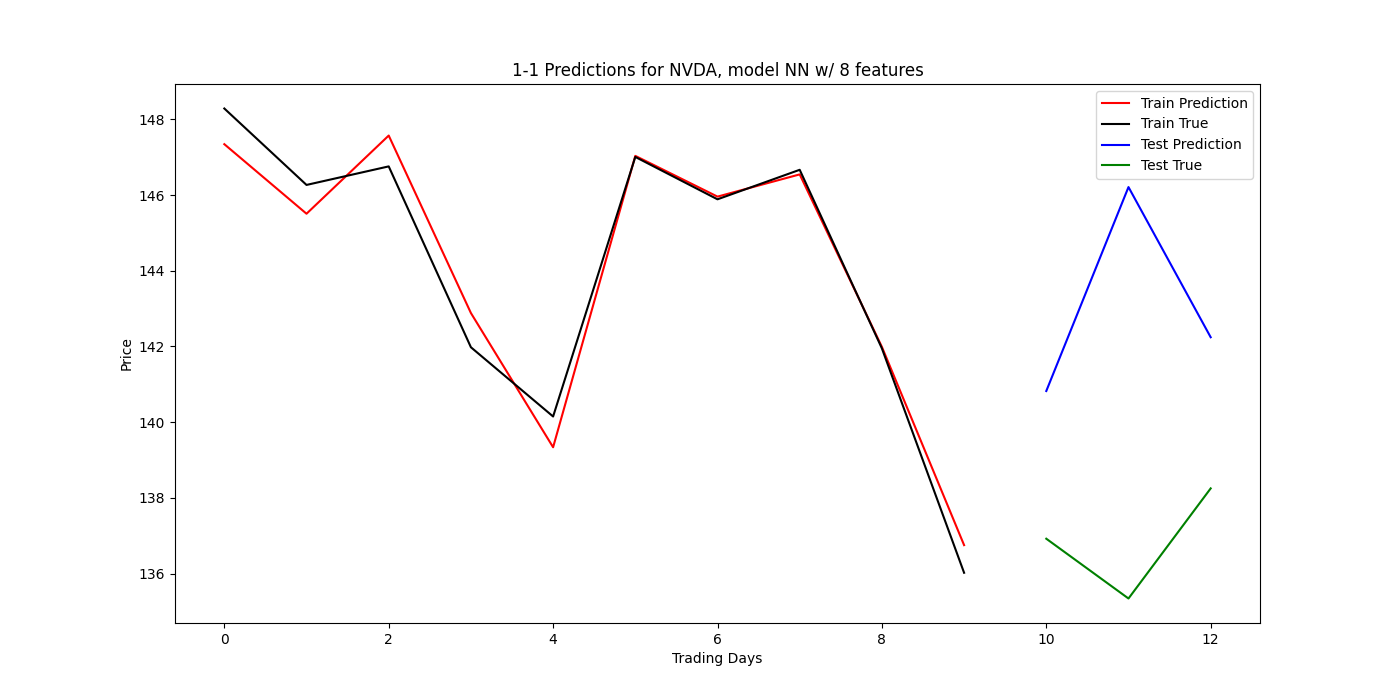 1-1 Predictions for NVDA, model NN w/ 8 features
Train Prediction
Train True
Test Prediction
Test True
148
146
144
142
140
138
136
Price
0 2 4 6 8 10 12
Trading Days